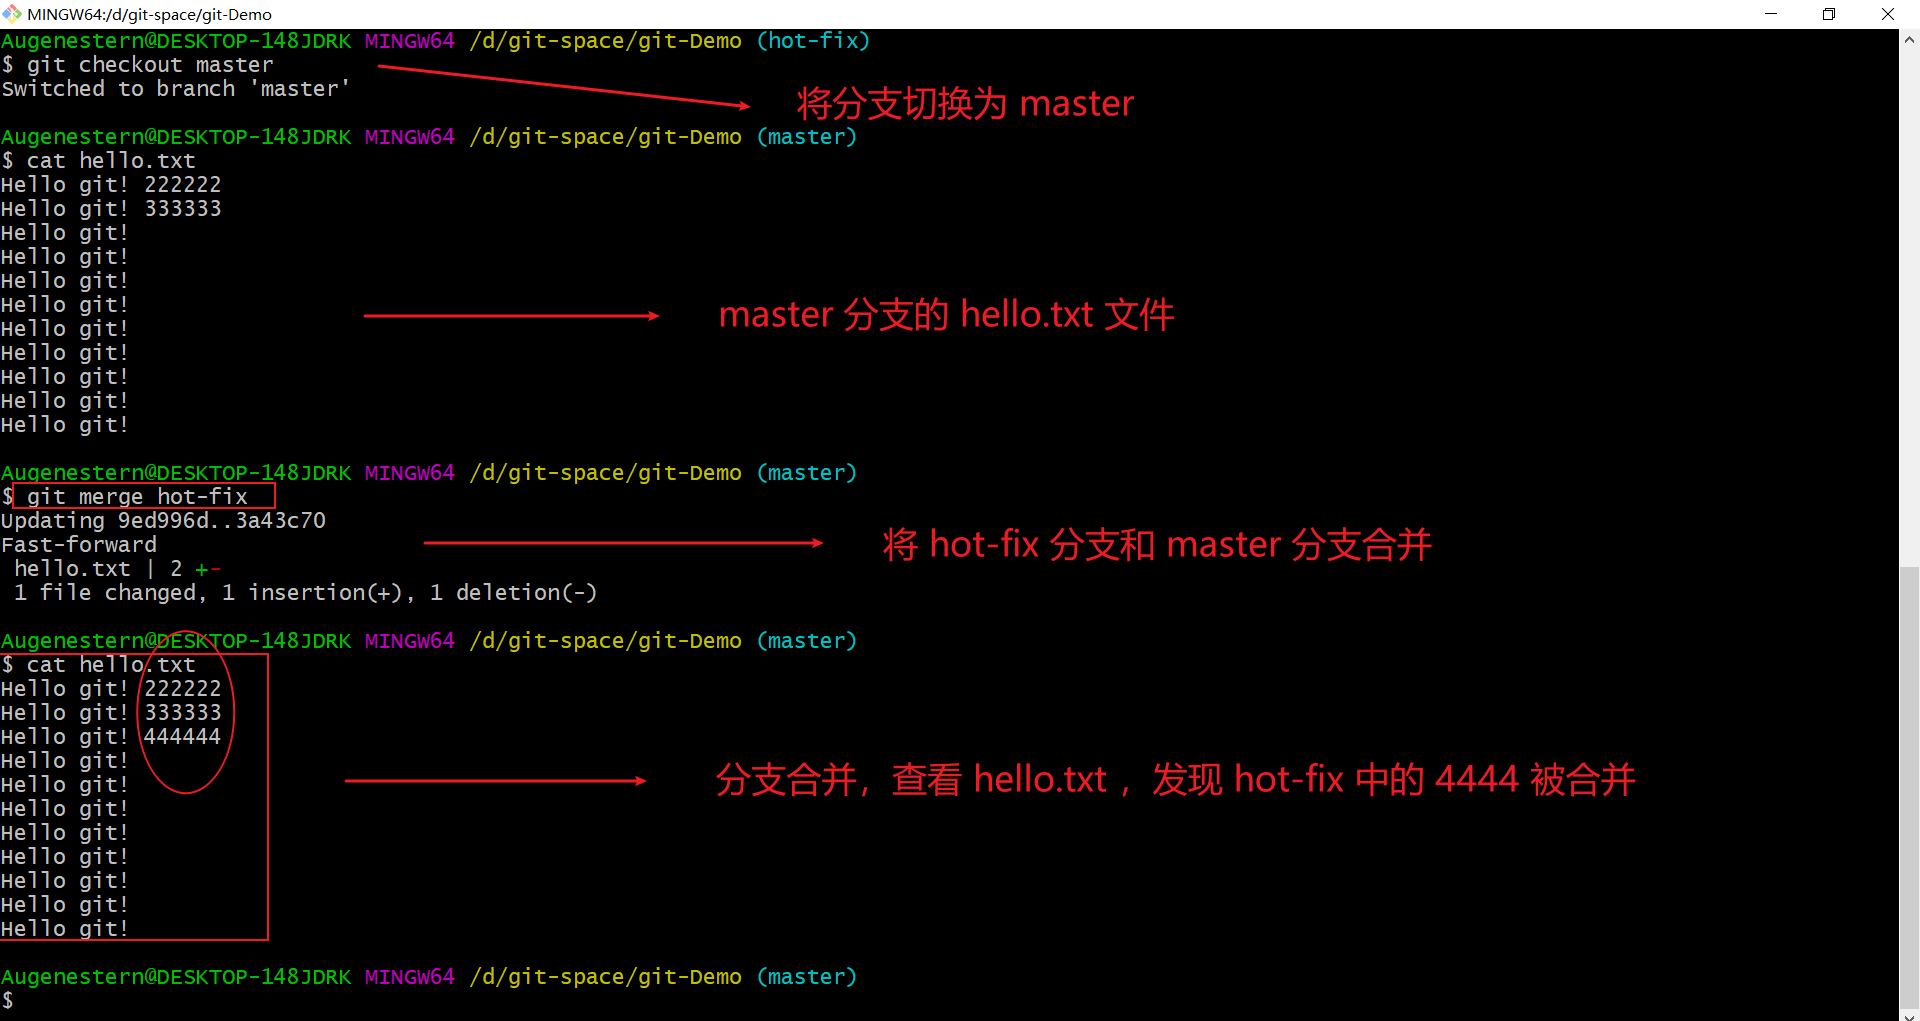 MINGW64:/d/git-space/git-Demo
Augenestern@DESKTOP-148JDRK MINGW64 /d/git-space/git-Demo (hot-fix)
$ git checkout master
Switched to branch 'master'
将分支切换为 master
Augenestern@DESKTOP-148JDRK MINGW64 /d/git-space/git-Demo (master)
$ cat hello.txt
Hello git! 222222
Hello git! 333333
Hello git!
Hello git!
Hello git!
Hello git!
master 分支的 hello.txt 文件
Hello git!
Hello git!
Hello git!
Hello git!
Hello git!
Augenestern@DESKTOP-148JDRK MINGW64 /d/git-space/git-Demo (master)
$ git merge hot-fix
Updating 9ed996d..3a43c70
Fast-forward
将 hot-fix 分支和 master 分支合并
hello.txt | 2 +-
1 file changed, 1 insertion(+), 1 deletion(-)
Augenestern@DESKTOP-148JDRK MINGW64 /d/git-space/git-Demo (master)
$ cat hello.txt
Hello git! 222222
Hello git! 333333
Hello git! 444444
Hello git!
Hello git!
分支合并，查看 hello.txt ，发现 hot-fix 中的 4444 被合并
Hello git!
Hello git!
Hello git!
Hello git!
Hello git!
Hello git!
Augenestern@DESKTOP-148JDRK MINGW64 /d/git-space/git-Demo (master)
$